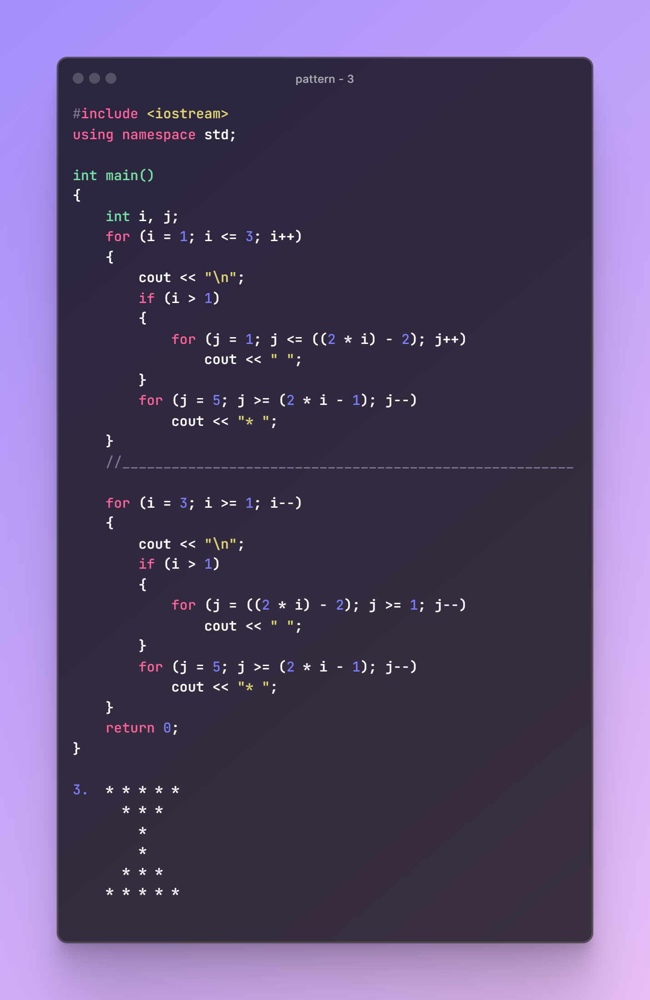 pattern - 3
#include <iostream>
using namespace std;

int main()
{
    int i, j;
    for (i = 1; i <= 3; i++)
    {
        cout << "\n";
        if (i > 1)
        {
            for (j = 1; j <= ((2 * i) - 2); j++)
                cout << " ";
        }
        for (j = 5; j >= (2 * i - 1); j--)
            cout << "* ";
    }
    //_______________________________________________________

    for (i = 3; i >= 1; i--)
    {
        cout << "\n";
        if (i > 1)
        {
            for (j = ((2 * i) - 2); j >= 1; j--)
                cout << " ";
        }
        for (j = 5; j >= (2 * i - 1); j--)
            cout << "* ";
    }
    return 0;
}

3.  * * * * *
      * * *
        *
        *
      * * *
    * * * * *